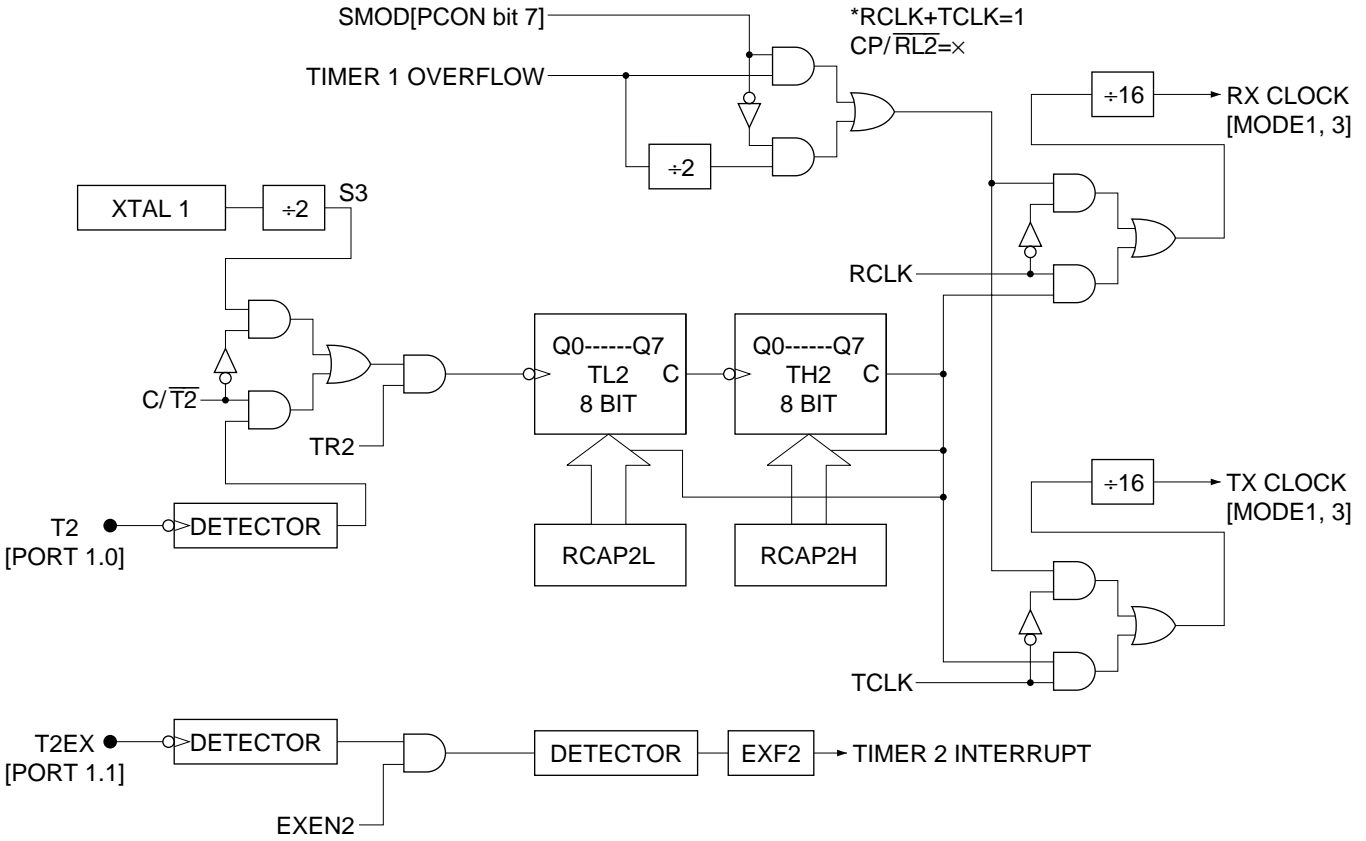 SMOD[PCON bit 7]
*RCLK+TCLK=1
CP/R̅L̅2̅=×
TIMER 1 OVERFLOW
÷16
RX CLOCK
[MODE1, 3]
÷2
XTAL 1
÷2
S3
RCLK
Q0------Q7
TL2
C
8 BIT
Q0------Q7
TH2
C
8 BIT
C/T̅2̅
TR2
÷16
TX CLOCK
[MODE1, 3]
T2
[PORT 1.0]
DETECTOR
RCAP2L
RCAP2H
TCLK
T2EX
[PORT 1.1]
DETECTOR
DETECTOR
EXF2
TIMER 2 INTERRUPT
EXEN2